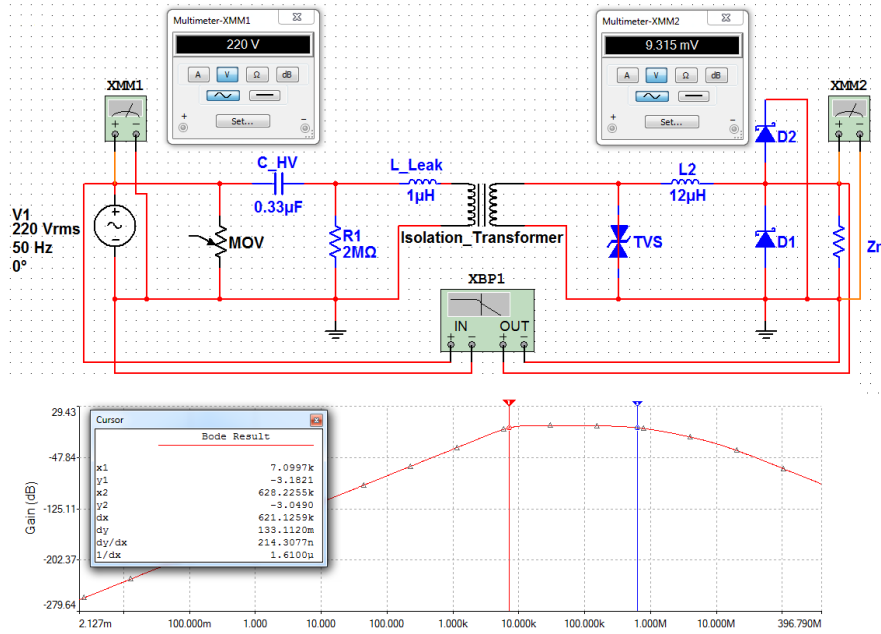 Multimeter-XMM1
220 V
A V Ω dB
+ Set... −
Multimeter-XMM2
9.315 mV
A V Ω dB
+ Set... −
XMM1
XMM2
C_HV
0.33µF
L_Leak
1µH
L2
12µH
D2
V1
220 Vrms
50 Hz
0°
MOV
R1
2MΩ
Isolation_Transformer
TVS
D1
Zr
XBP1
IN OUT
Cursor
Bode Result
x1 7.0997k
y1 -3.1821
x2 628.2255k
y2 -3.0490
dx 621.1259k
dy 133.1120m
dy/dx 214.3077n
1/dx 1.6100µ
Gain (dB)
29.43
-47.84
-125.11
-202.37
-279.64
2.127m 100.000m 1.000 10.000 100.000 1.000k 10.000k 100.000k 1.000M 10.000M 396.790M